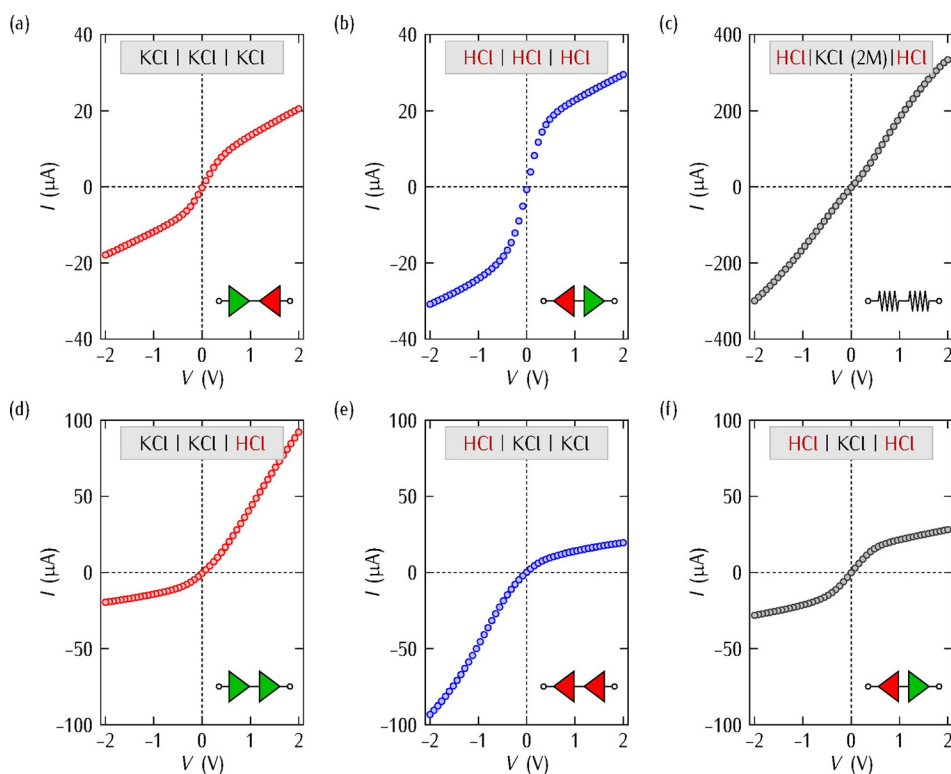 (a)
KCl | KCl | KCl
40
20
0
−20
−40
I (µA)
−2 −1 0 1 2
V (V)
(b)
HCl | HCl | HCl
40
20
0
−20
−40
I (µA)
−2 −1 0 1 2
V (V)
(c)
HCl|KCl (2M)|HCl
400
200
0
−200
−400
I (µA)
−2 −1 0 1 2
V (V)
(d)
KCl | KCl | HCl
100
50
0
−50
−100
I (µA)
−2 −1 0 1 2
V (V)
(e)
HCl | KCl | KCl
100
50
0
−50
−100
I (µA)
−2 −1 0 1 2
V (V)
(f)
HCl | KCl | HCl
100
50
0
−50
−100
I (µA)
−2 −1 0 1 2
V (V)